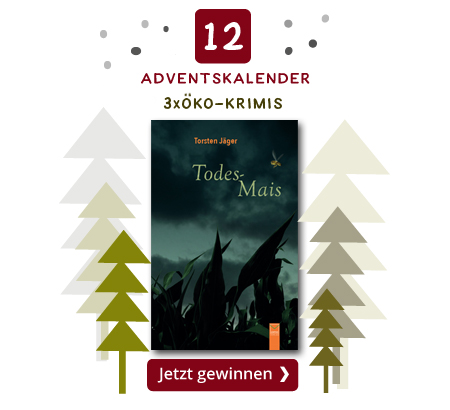 12
ADVENTSKALENDER
3xÖKO-KRIMIS
Torsten Jäger
Todes-
Mais
Jetzt gewinnen ❯